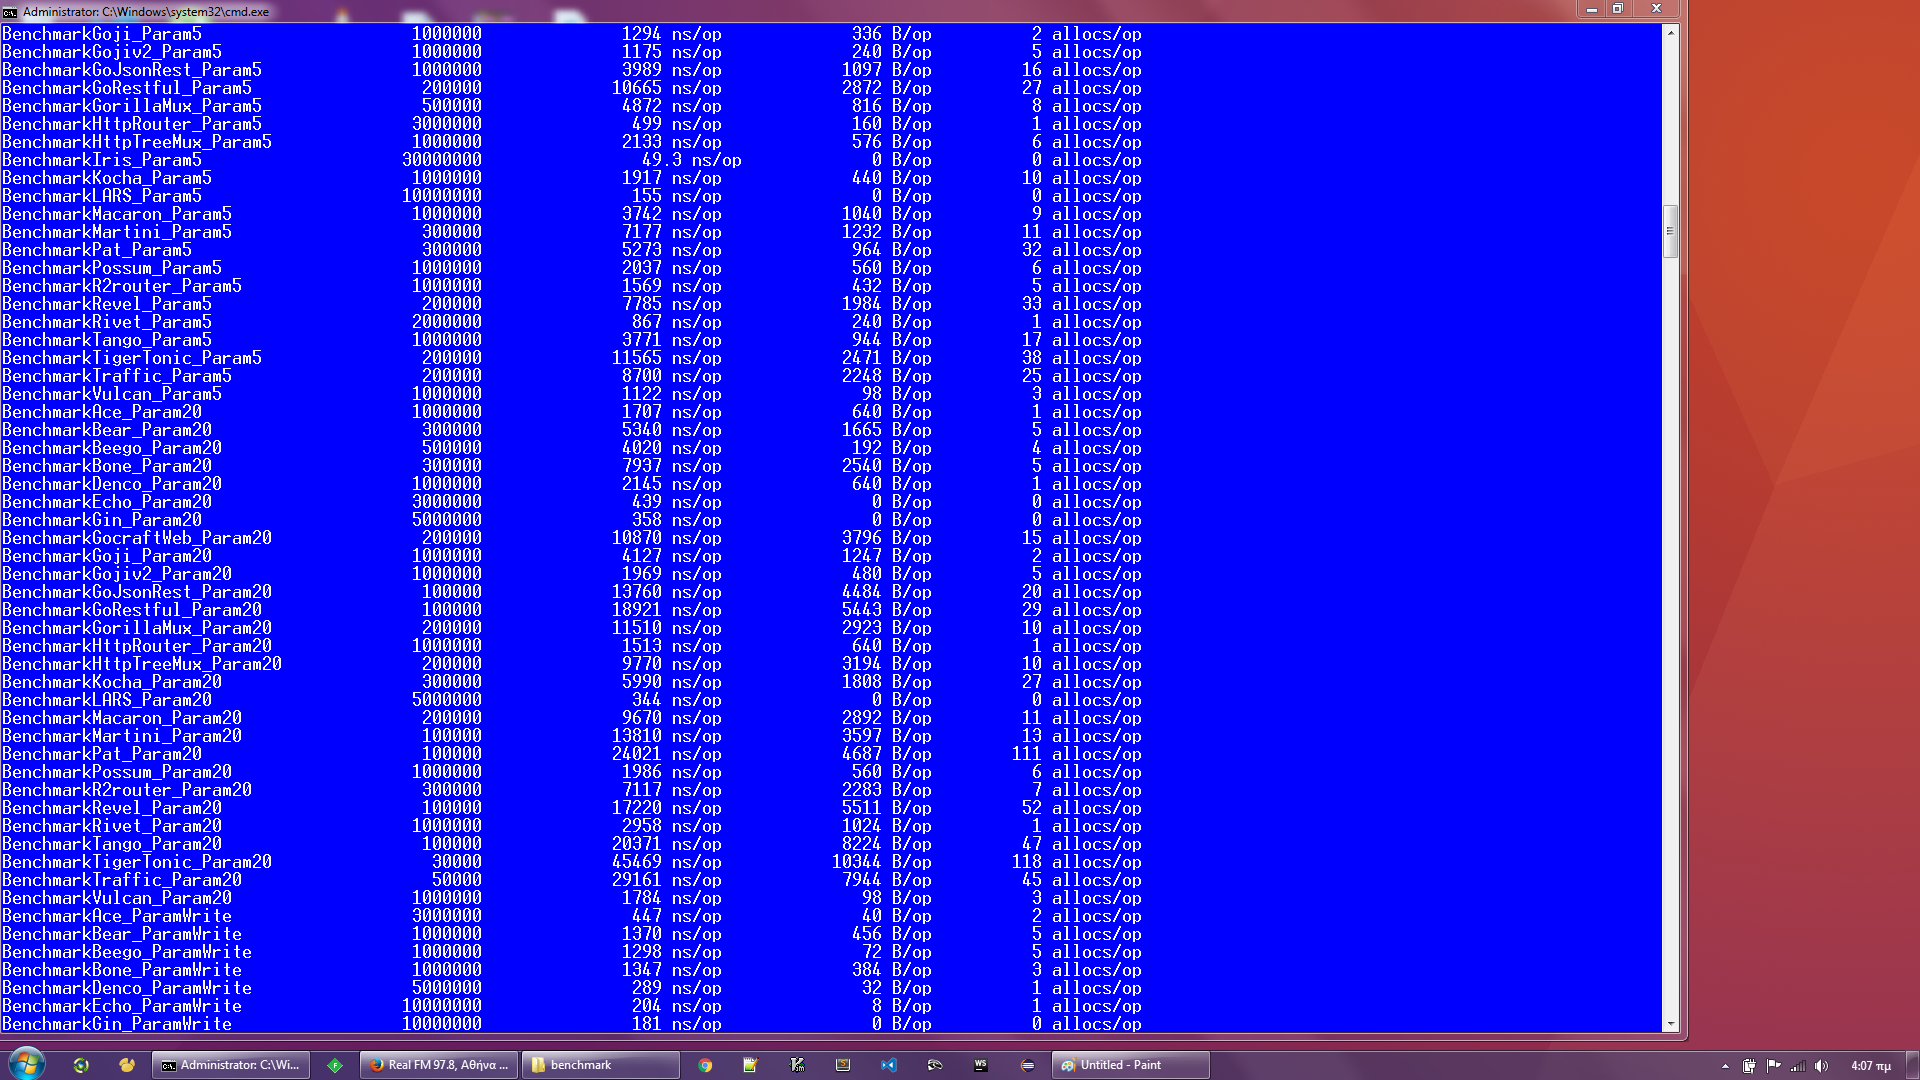 Administrator: C:\Windows\system32\cmd.exe
BenchmarkGoji_Param5 1000000 1294 ns/op 336 B/op 2 allocs/op
BenchmarkGojiv2_Param5 1000000 1175 ns/op 240 B/op 5 allocs/op
BenchmarkGoJsonRest_Param5 1000000 3989 ns/op 1097 B/op 16 allocs/op
BenchmarkGoRestful_Param5 200000 10665 ns/op 2872 B/op 27 allocs/op
BenchmarkGorillaMux_Param5 500000 4872 ns/op 816 B/op 8 allocs/op
BenchmarkHttpRouter_Param5 3000000 499 ns/op 160 B/op 1 allocs/op
BenchmarkHttpTreeMux_Param5 1000000 2133 ns/op 576 B/op 6 allocs/op
BenchmarkIris_Param5 30000000 49.3 ns/op 0 B/op 0 allocs/op
BenchmarkKocha_Param5 1000000 1917 ns/op 440 B/op 10 allocs/op
BenchmarkLARS_Param5 10000000 155 ns/op 0 B/op 0 allocs/op
BenchmarkMacaron_Param5 1000000 3742 ns/op 1040 B/op 9 allocs/op
BenchmarkMartini_Param5 300000 7177 ns/op 1232 B/op 11 allocs/op
BenchmarkPat_Param5 300000 5273 ns/op 964 B/op 32 allocs/op
BenchmarkPossum_Param5 1000000 2037 ns/op 560 B/op 6 allocs/op
BenchmarkR2router_Param5 1000000 1569 ns/op 432 B/op 5 allocs/op
BenchmarkRevel_Param5 200000 7785 ns/op 1984 B/op 33 allocs/op
BenchmarkRivet_Param5 2000000 867 ns/op 240 B/op 1 allocs/op
BenchmarkTango_Param5 1000000 3771 ns/op 944 B/op 17 allocs/op
BenchmarkTigerTonic_Param5 200000 11565 ns/op 2471 B/op 38 allocs/op
BenchmarkTraffic_Param5 200000 8700 ns/op 2248 B/op 25 allocs/op
BenchmarkVulcan_Param5 1000000 1122 ns/op 98 B/op 3 allocs/op
BenchmarkAce_Param20 1000000 1707 ns/op 640 B/op 1 allocs/op
BenchmarkBear_Param20 300000 5340 ns/op 1665 B/op 5 allocs/op
BenchmarkBeego_Param20 500000 4020 ns/op 192 B/op 4 allocs/op
BenchmarkBone_Param20 300000 7937 ns/op 2540 B/op 5 allocs/op
BenchmarkDenco_Param20 1000000 2145 ns/op 640 B/op 1 allocs/op
BenchmarkEcho_Param20 3000000 439 ns/op 0 B/op 0 allocs/op
BenchmarkGin_Param20 5000000 358 ns/op 0 B/op 0 allocs/op
BenchmarkGocraftWeb_Param20 200000 10870 ns/op 3796 B/op 15 allocs/op
BenchmarkGoji_Param20 1000000 4127 ns/op 1247 B/op 2 allocs/op
BenchmarkGojiv2_Param20 1000000 1969 ns/op 480 B/op 5 allocs/op
BenchmarkGoJsonRest_Param20 100000 13760 ns/op 4484 B/op 20 allocs/op
BenchmarkGoRestful_Param20 100000 18921 ns/op 5443 B/op 29 allocs/op
BenchmarkGorillaMux_Param20 200000 11510 ns/op 2923 B/op 10 allocs/op
BenchmarkHttpRouter_Param20 1000000 1513 ns/op 640 B/op 1 allocs/op
BenchmarkHttpTreeMux_Param20 200000 9770 ns/op 3194 B/op 10 allocs/op
BenchmarkKocha_Param20 300000 5990 ns/op 1808 B/op 27 allocs/op
BenchmarkLARS_Param20 5000000 344 ns/op 0 B/op 0 allocs/op
BenchmarkMacaron_Param20 200000 9670 ns/op 2892 B/op 11 allocs/op
BenchmarkMartini_Param20 100000 13810 ns/op 3597 B/op 13 allocs/op
BenchmarkPat_Param20 100000 24021 ns/op 4687 B/op 111 allocs/op
BenchmarkPossum_Param20 1000000 1986 ns/op 560 B/op 6 allocs/op
BenchmarkR2router_Param20 300000 7117 ns/op 2283 B/op 7 allocs/op
BenchmarkRevel_Param20 100000 17220 ns/op 5511 B/op 52 allocs/op
BenchmarkRivet_Param20 1000000 2958 ns/op 1024 B/op 1 allocs/op
BenchmarkTango_Param20 100000 20371 ns/op 8224 B/op 47 allocs/op
BenchmarkTigerTonic_Param20 30000 45469 ns/op 10344 B/op 118 allocs/op
BenchmarkTraffic_Param20 50000 29161 ns/op 7944 B/op 45 allocs/op
BenchmarkVulcan_Param20 1000000 1784 ns/op 98 B/op 3 allocs/op
BenchmarkAce_ParamWrite 3000000 447 ns/op 40 B/op 2 allocs/op
BenchmarkBear_ParamWrite 1000000 1370 ns/op 456 B/op 5 allocs/op
BenchmarkBeego_ParamWrite 1000000 1298 ns/op 72 B/op 5 allocs/op
BenchmarkBone_ParamWrite 1000000 1347 ns/op 384 B/op 3 allocs/op
BenchmarkDenco_ParamWrite 5000000 289 ns/op 32 B/op 1 allocs/op
BenchmarkEcho_ParamWrite 10000000 204 ns/op 8 B/op 1 allocs/op
BenchmarkGin_ParamWrite 10000000 181 ns/op 0 B/op 0 allocs/op
Administrator: C:\Wi... Real FM 97.8, Αθήνα ... benchmark WS Untitled - Paint 4:07 πμ